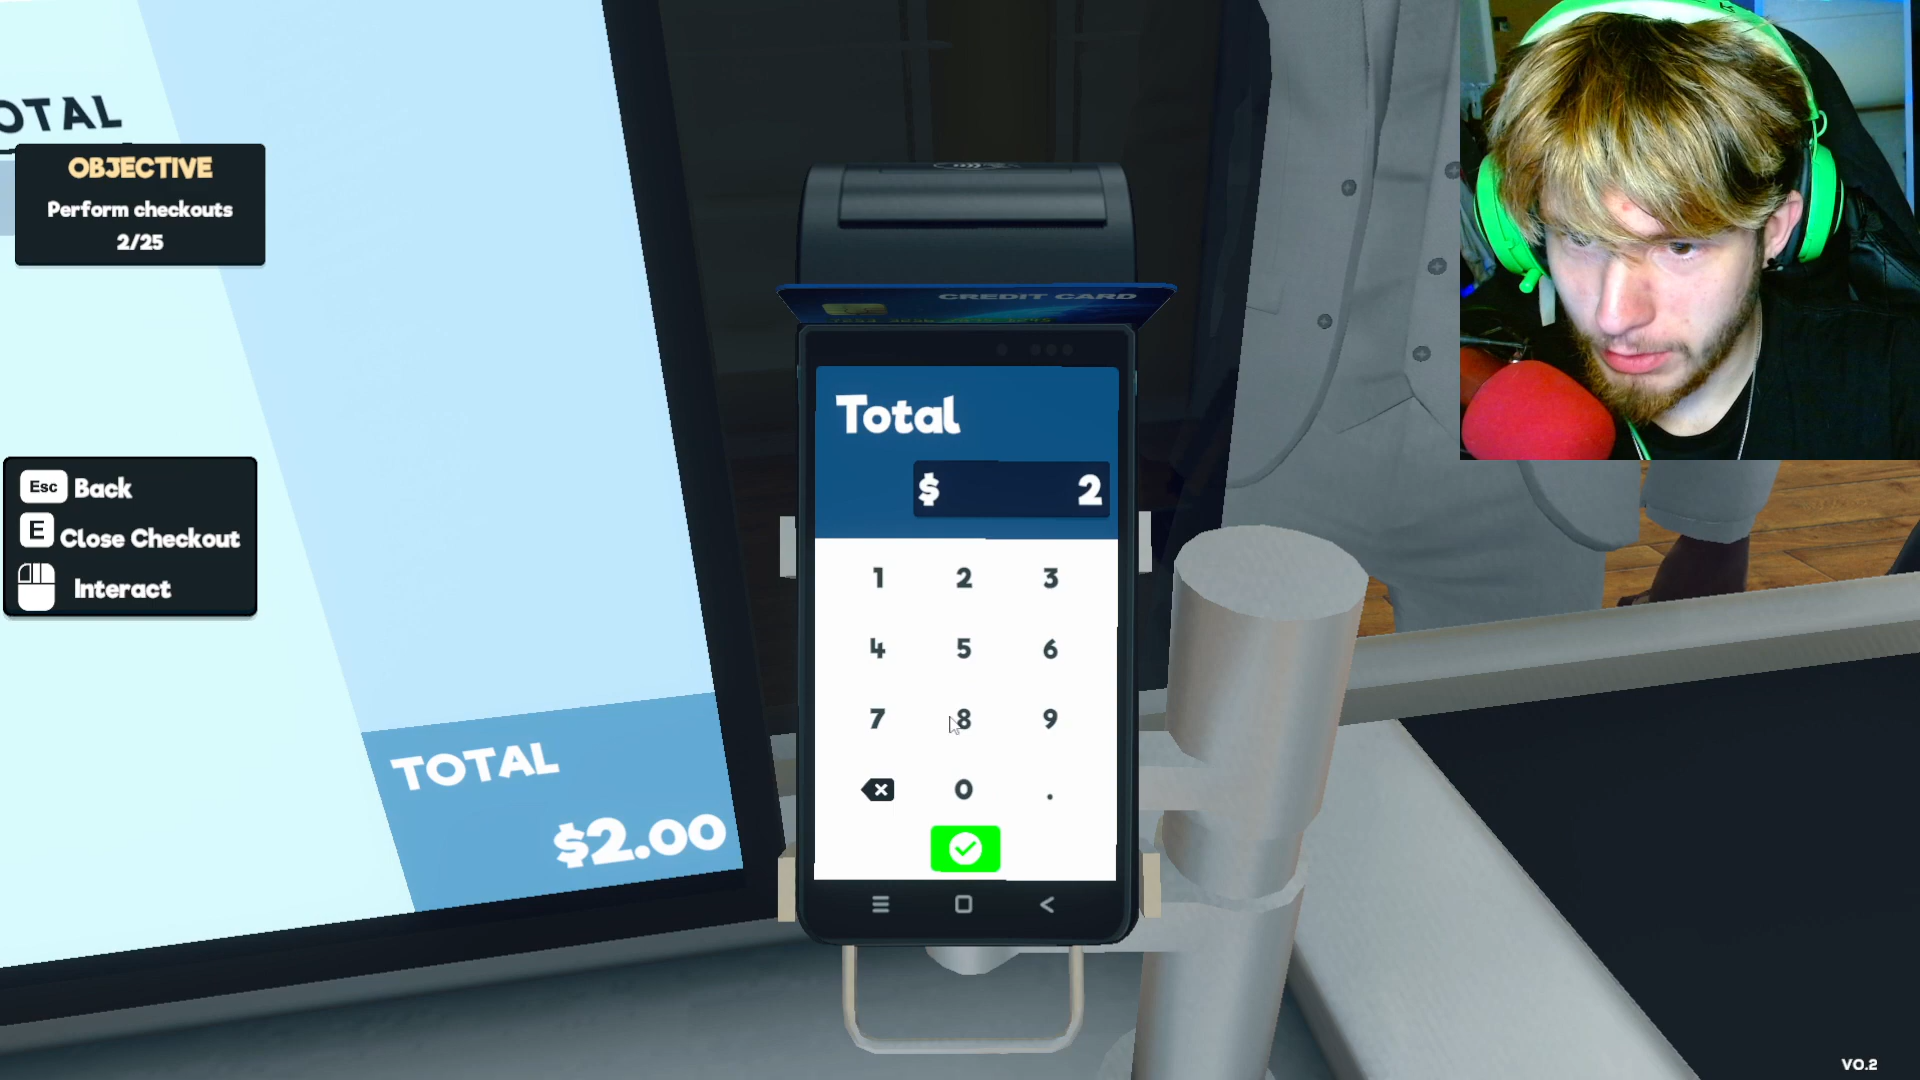 OTAL
OBJECTIVE
Perform checkouts
2/25
Esc Back
E Close Checkout
Interact
CREDIT CARD
Total
$ 2
1 2 3
4 5 6
7 8 9
0 .
TOTAL
$2.00
V0.2